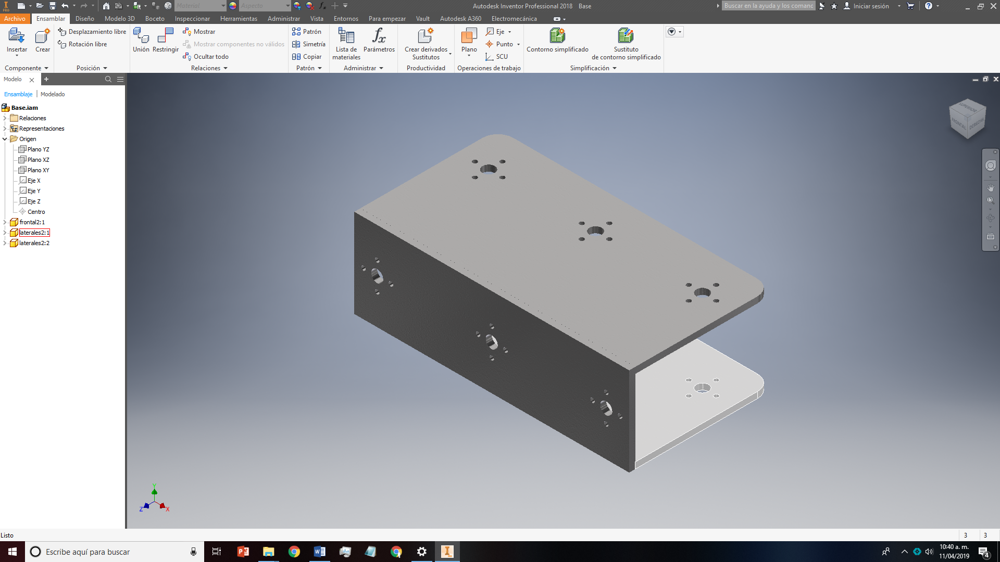 PRO
Material
Aspecto
fx
Autodesk Inventor Professional 2018 Base
Buscar en la ayuda y los comanc
Iniciar sesión
Archivo Ensamblar Diseño Modelo 3D Boceto Inspeccionar Herramientas Administrar Vista Entornos Para empezar Vault Autodesk A360 Electromecánica
Insertar
Crear
Componente
Desplazamiento libre
Rotación libre
Posición
Unión
Restringir
Mostrar
Mostrar componentes no válidos
Ocultar todo
Relaciones
Patrón
Simetría
Copiar
Patrón
Lista de
materiales
fx
Parámetros
Administrar
Crear derivados
Sustitutos
Productividad
Plano
Eje
Punto
SCU
Operaciones de trabajo
Contorno simplificado
Sustituto
de contorno simplificado
Simplificación
Modelo
Ensamblaje Modelado
Base.iam
Relaciones
Representaciones
Origen
Plano YZ
Plano XZ
Plano XY
Eje X
Eje Y
Eje Z
Centro
frontal2:1
laterales2:1
laterales2:2
SUPERIOR
FRONTAL
DERECHA
Y
Z
X
Listo
3 3
Escribe aquí para buscar
10:40 a. m.
11/04/2019
4